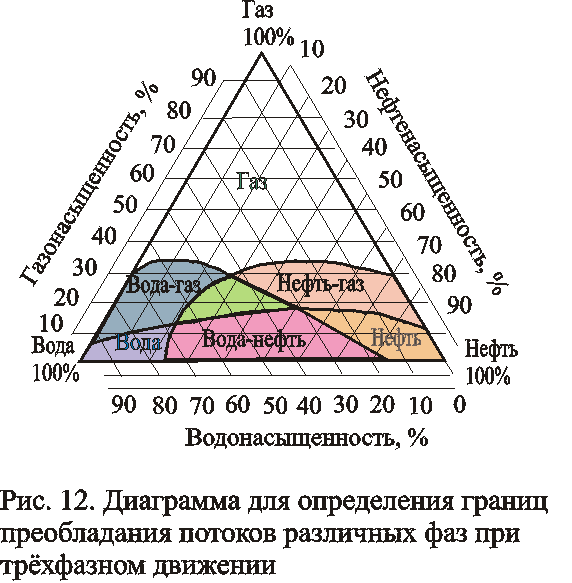 Газ
100%
Газонасыщенность, %
90
80
70
60
50
40
30
20
10
Нефтенасыщенность, %
10
20
30
40
50
60
70
80
90
Газ
Вода-газ
Нефть-газ
Вода
Вода-нефть
Нефть
Вода
100%
Нефть
100%
90 80 70 60 50 40 30 20 10 0
Водонасыщенность, %
Рис. 12. Диаграмма для определения границ
преобладания потоков различных фаз при
трёхфазном движении